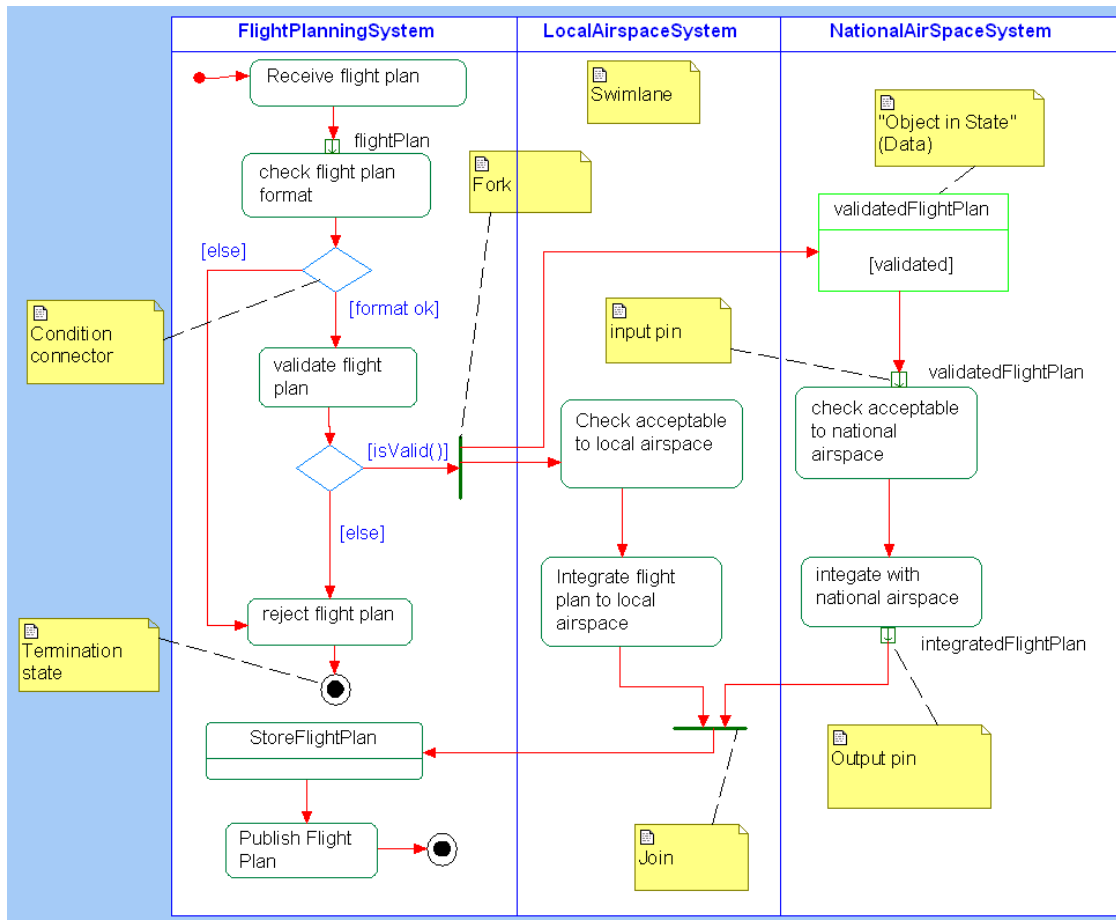 FlightPlanningSystem
LocalAirspaceSystem
NationalAirSpaceSystem
Receive flight plan
Swimlane
"Object in State"
(Data)
flightPlan
check flight plan
format
Fork
validatedFlightPlan
[validated]
[else]
[format ok]
Condition
connector
input pin
validate flight
plan
validatedFlightPlan
Check acceptable
to local airspace
check acceptable
to national
airspace
[isValid()]
[else]
Integrate flight
plan to local
airspace
integate with
national airspace
reject flight plan
integratedFlightPlan
Termination
state
StoreFlightPlan
Output pin
Publish Flight
Plan
Join